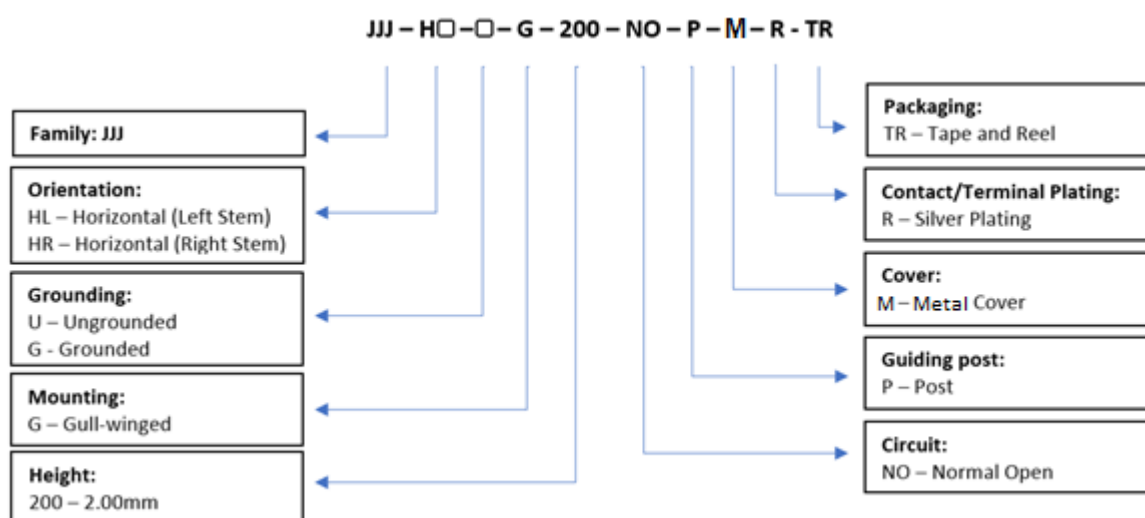 JJJ – H▢ –▢– G – 200 – NO – P – M – R - TR
Family: JJJ
Orientation:
HL – Horizontal (Left Stem)
HR – Horizontal (Right Stem)
Grounding:
U – Ungrounded
G - Grounded
Mounting:
G – Gull-winged
Height:
200 – 2.00mm
Packaging:
TR – Tape and Reel
Contact/Terminal Plating:
R – Silver Plating
Cover:
M – Metal Cover
Guiding post:
P – Post
Circuit:
NO – Normal Open